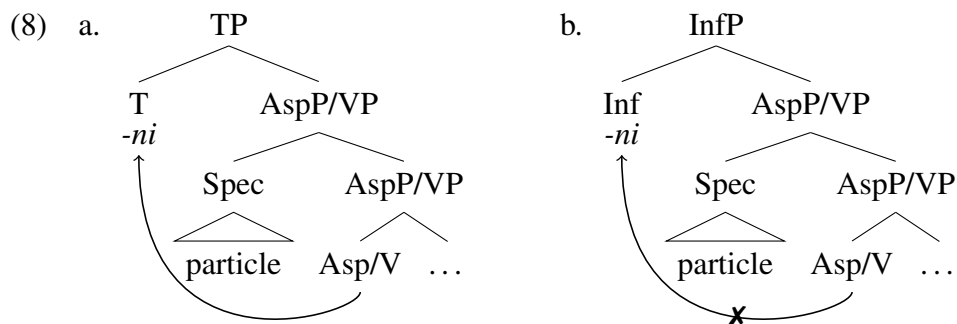 (8) a. TP b. InfP
T AspP/VP Inf AspP/VP
-ni -ni
Spec AspP/VP Spec AspP/VP
particle Asp/V ... particle Asp/V ...
✗